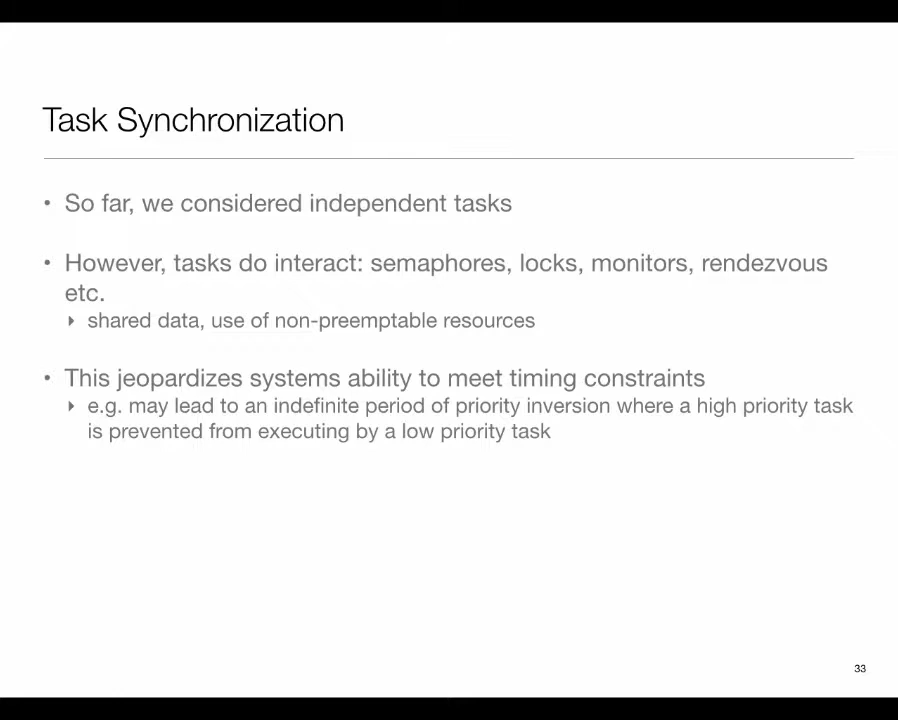 Task Synchronization
• So far, we considered independent tasks
• However, tasks do interact: semaphores, locks, monitors, rendezvous
etc.
‣ shared data, use of non-preemptable resources
• This jeopardizes systems ability to meet timing constraints
‣ e.g. may lead to an indefinite period of priority inversion where a high priority task
is prevented from executing by a low priority task
33